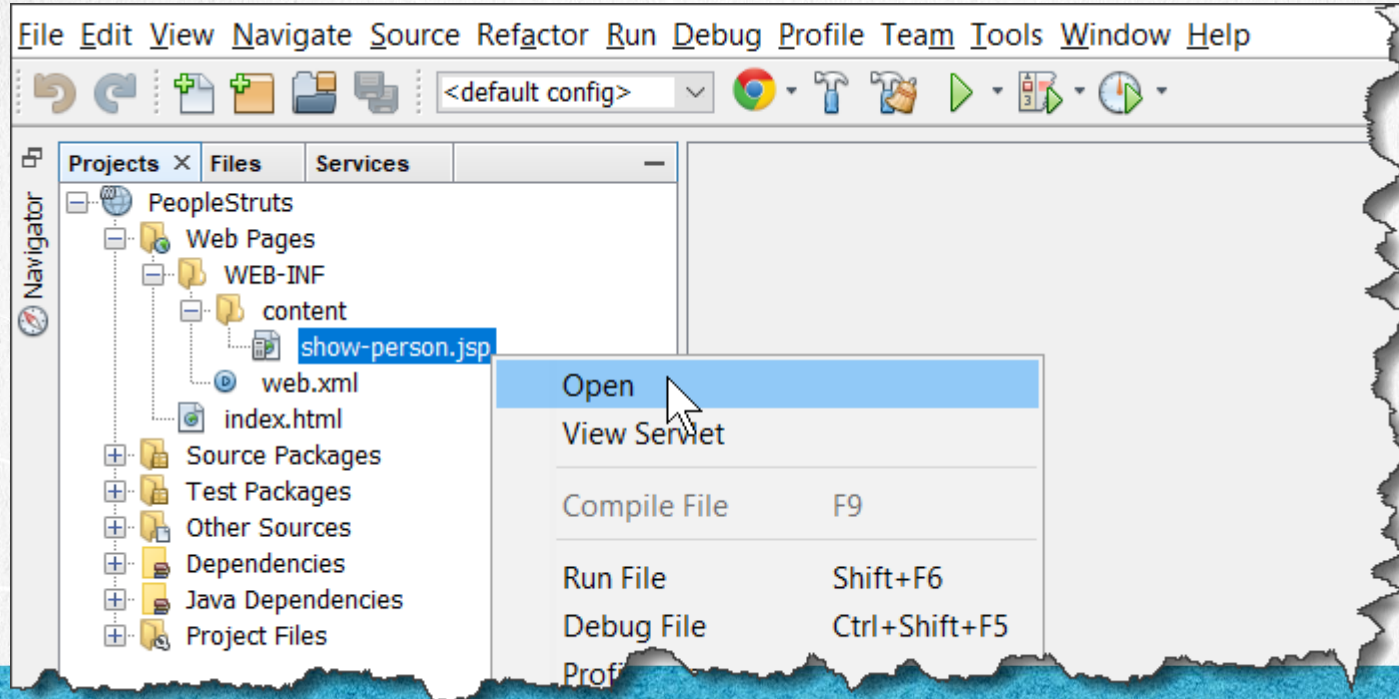 File Edit View Navigate Source Refactor Run Debug Profile Team Tools Window Help
<default config>
Projects × Files Services
Navigator
PeopleStruts
Web Pages
WEB-INF
content
show-person.jsp
web.xml
index.html
Source Packages
Test Packages
Other Sources
Dependencies
Java Dependencies
Project Files
Open
View Servlet
Compile File F9
Run File Shift+F6
Debug File Ctrl+Shift+F5